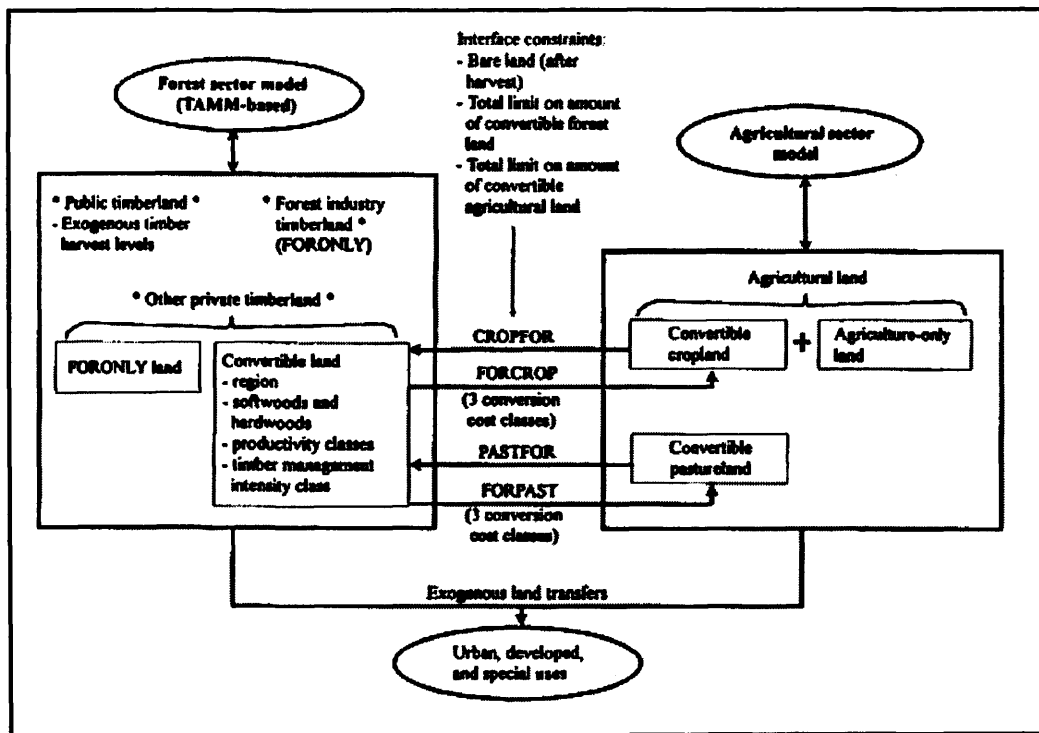 Interface constraints:
- Bare land (after
harvest)
- Total limit on amount
of convertible forest
land
- Total limit on amount
of convertible
agricultural land
Forest sector model
(TAMM-based)
Agricultural sector
model
* Public timberland *
- Exogenous timber
harvest levels
* Forest industry
timberland *
(FORONLY)
* Other private timberland *
FORONLY land
Convertible land
- region
- softwoods and
hardwoods
- productivity classes
- timber management
intensity class
CROPFOR
FORCROP
(3 conversion
cost classes)
PASTFOR
FORPAST
(3 conversion
cost classes)
Agricultural land
Convertible
cropland
+
Agriculture-only
land
Convertible
pastureland
Exogenous land transfers
Urban, developed,
and special uses